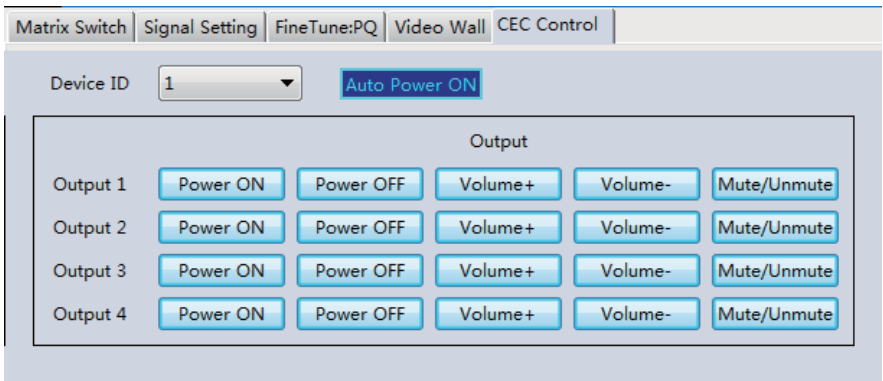 Matrix Switch Signal Setting FineTune:PQ Video Wall CEC Control
Device ID 1 Auto Power ON
Output
Output 1 Power ON Power OFF Volume+ Volume- Mute/Unmute
Output 2 Power ON Power OFF Volume+ Volume- Mute/Unmute
Output 3 Power ON Power OFF Volume+ Volume- Mute/Unmute
Output 4 Power ON Power OFF Volume+ Volume- Mute/Unmute